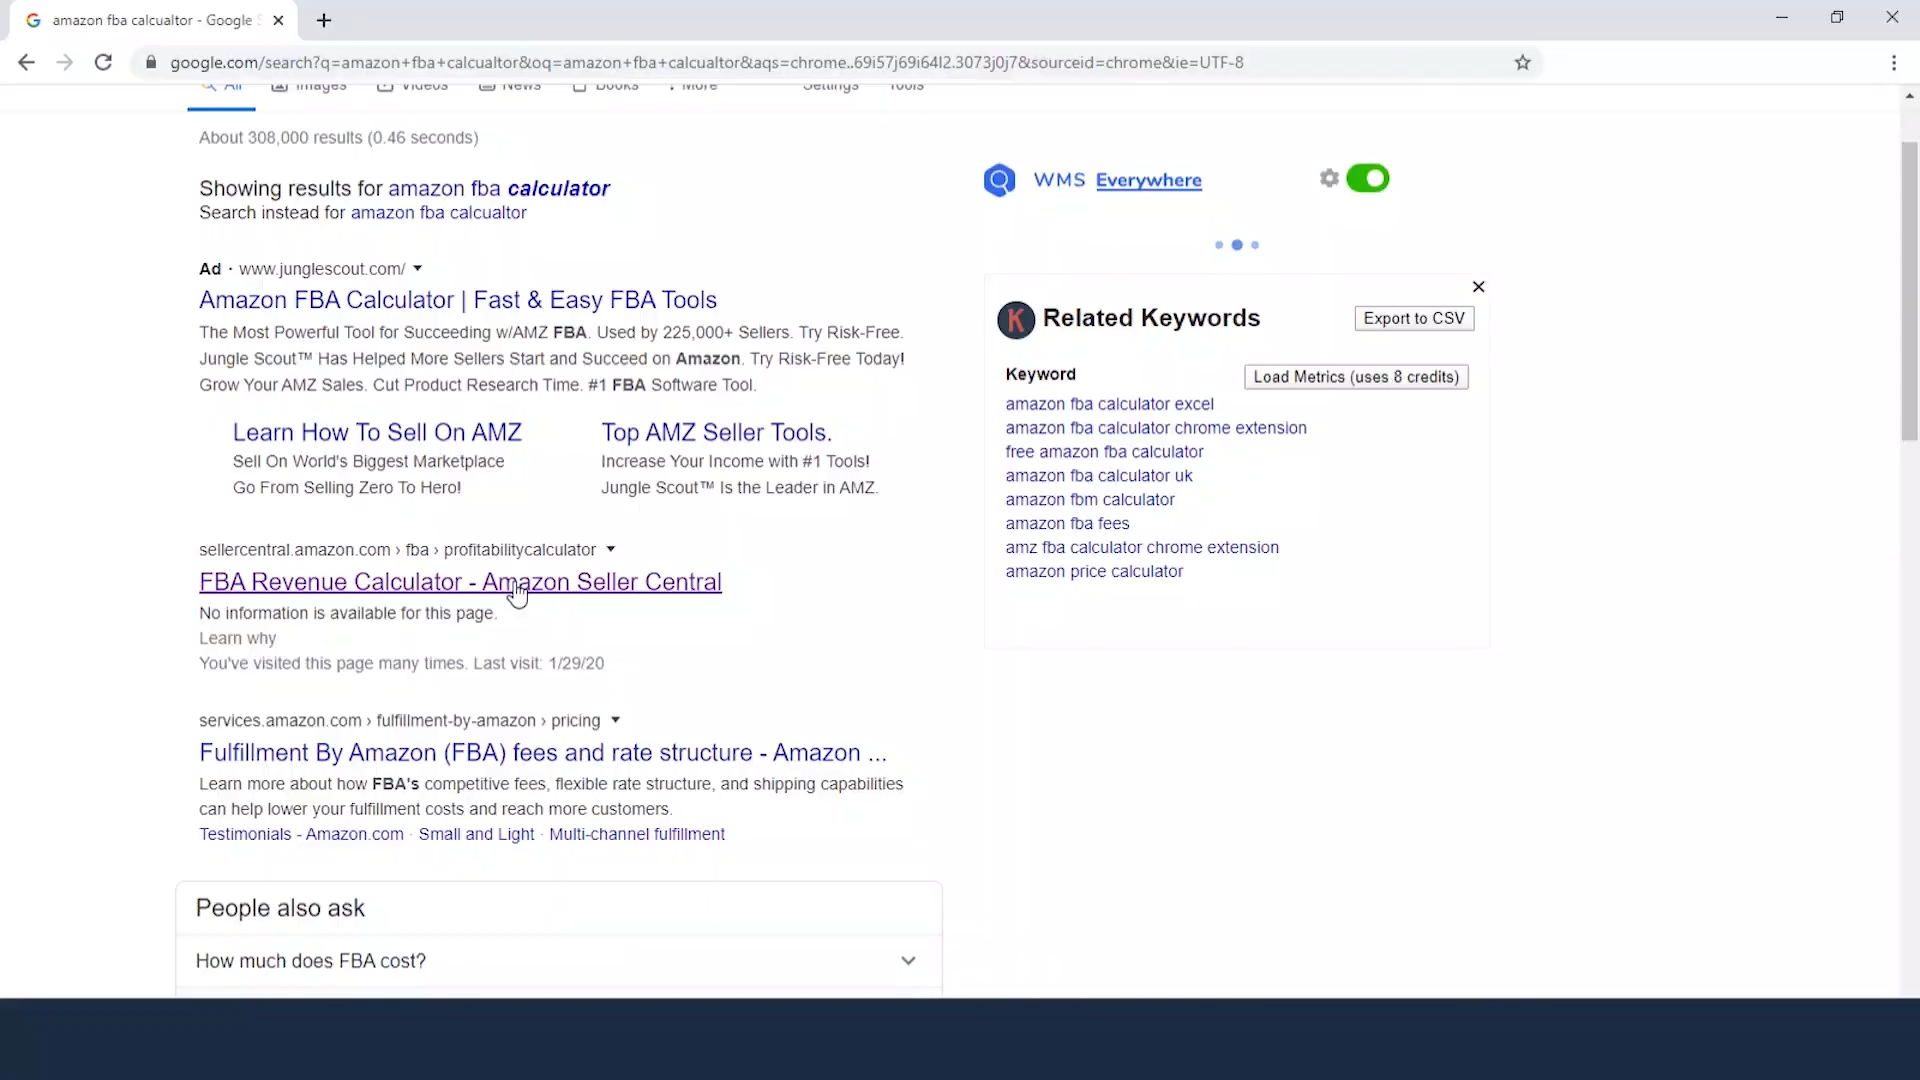 amazon fba calcualtor - Google S
google.com/search?q=amazon+fba+calcualtor&oq=amazon+fba+calcualtor&aqs=chrome..69i57j69i64l2.3073j0j7&sourceid=chrome&ie=UTF-8
All Images Videos News Books More Settings Tools
About 308,000 results (0.46 seconds)
Showing results for amazon fba calculator
Search instead for amazon fba calcualtor
Ad · www.junglescout.com/
Amazon FBA Calculator | Fast & Easy FBA Tools
The Most Powerful Tool for Succeeding w/AMZ FBA. Used by 225,000+ Sellers. Try Risk-Free.
Jungle Scout™ Has Helped More Sellers Start and Succeed on Amazon. Try Risk-Free Today!
Grow Your AMZ Sales. Cut Product Research Time. #1 FBA Software Tool.
Learn How To Sell On AMZ
Sell On World's Biggest Marketplace
Go From Selling Zero To Hero!
Top AMZ Seller Tools.
Increase Your Income with #1 Tools!
Jungle Scout™ Is the Leader in AMZ.
sellercentral.amazon.com › fba › profitabilitycalculator
FBA Revenue Calculator - Amazon Seller Central
No information is available for this page.
Learn why
You've visited this page many times. Last visit: 1/29/20
services.amazon.com › fulfillment-by-amazon › pricing
Fulfillment By Amazon (FBA) fees and rate structure - Amazon ...
Learn more about how FBA's competitive fees, flexible rate structure, and shipping capabilities
can help lower your fulfillment costs and reach more customers.
Testimonials - Amazon.com · Small and Light · Multi-channel fulfillment
People also ask
How much does FBA cost?
WMS Everywhere
K Related Keywords
Export to CSV
Keyword
Load Metrics (uses 8 credits)
amazon fba calculator excel
amazon fba calculator chrome extension
free amazon fba calculator
amazon fba calculator uk
amazon fbm calculator
amazon fba fees
amz fba calculator chrome extension
amazon price calculator